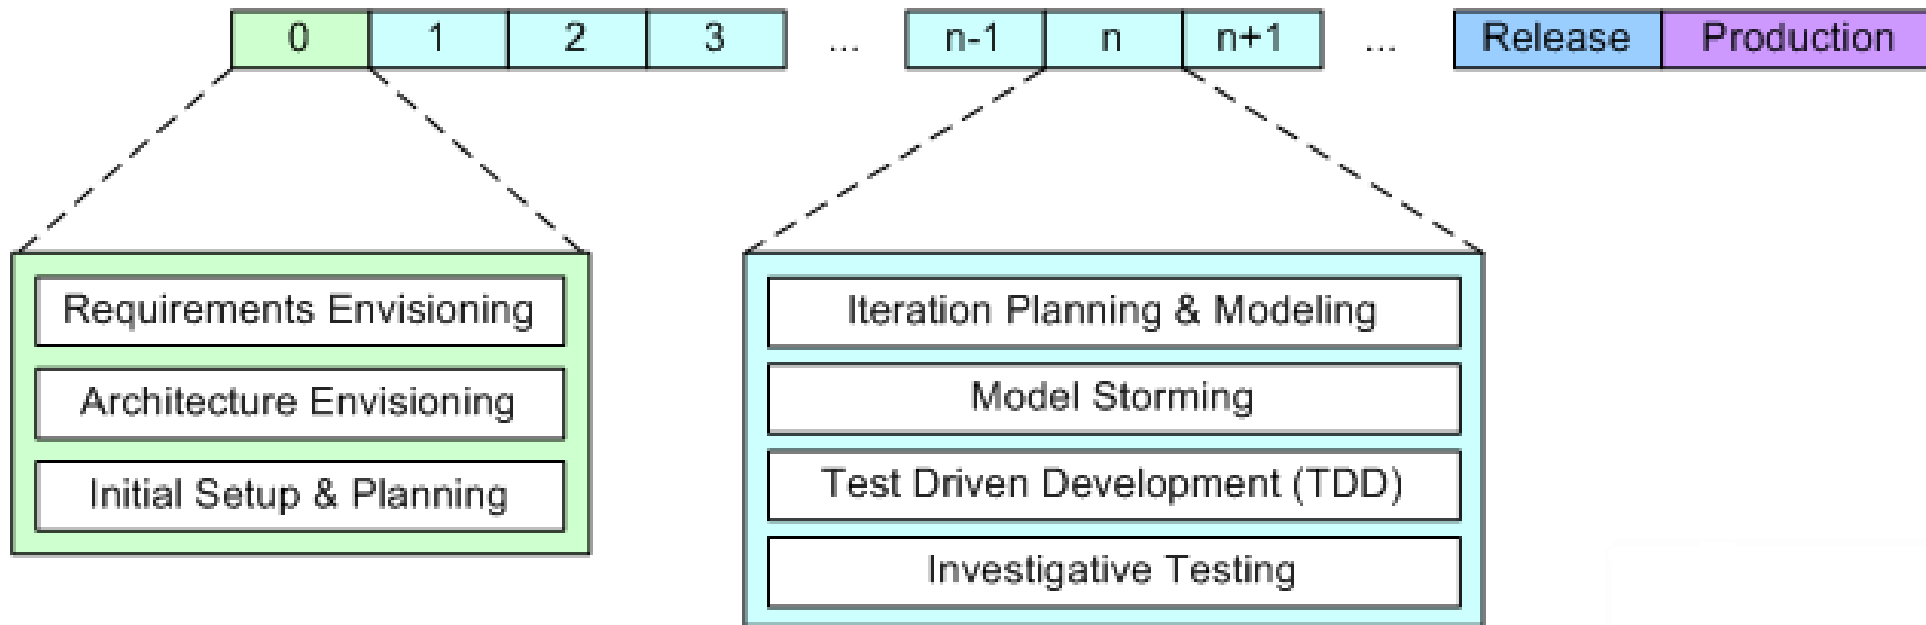 0 1 2 3 ... n-1 n n+1 ... Release Production
Requirements Envisioning
Architecture Envisioning
Initial Setup & Planning
Iteration Planning & Modeling
Model Storming
Test Driven Development (TDD)
Investigative Testing